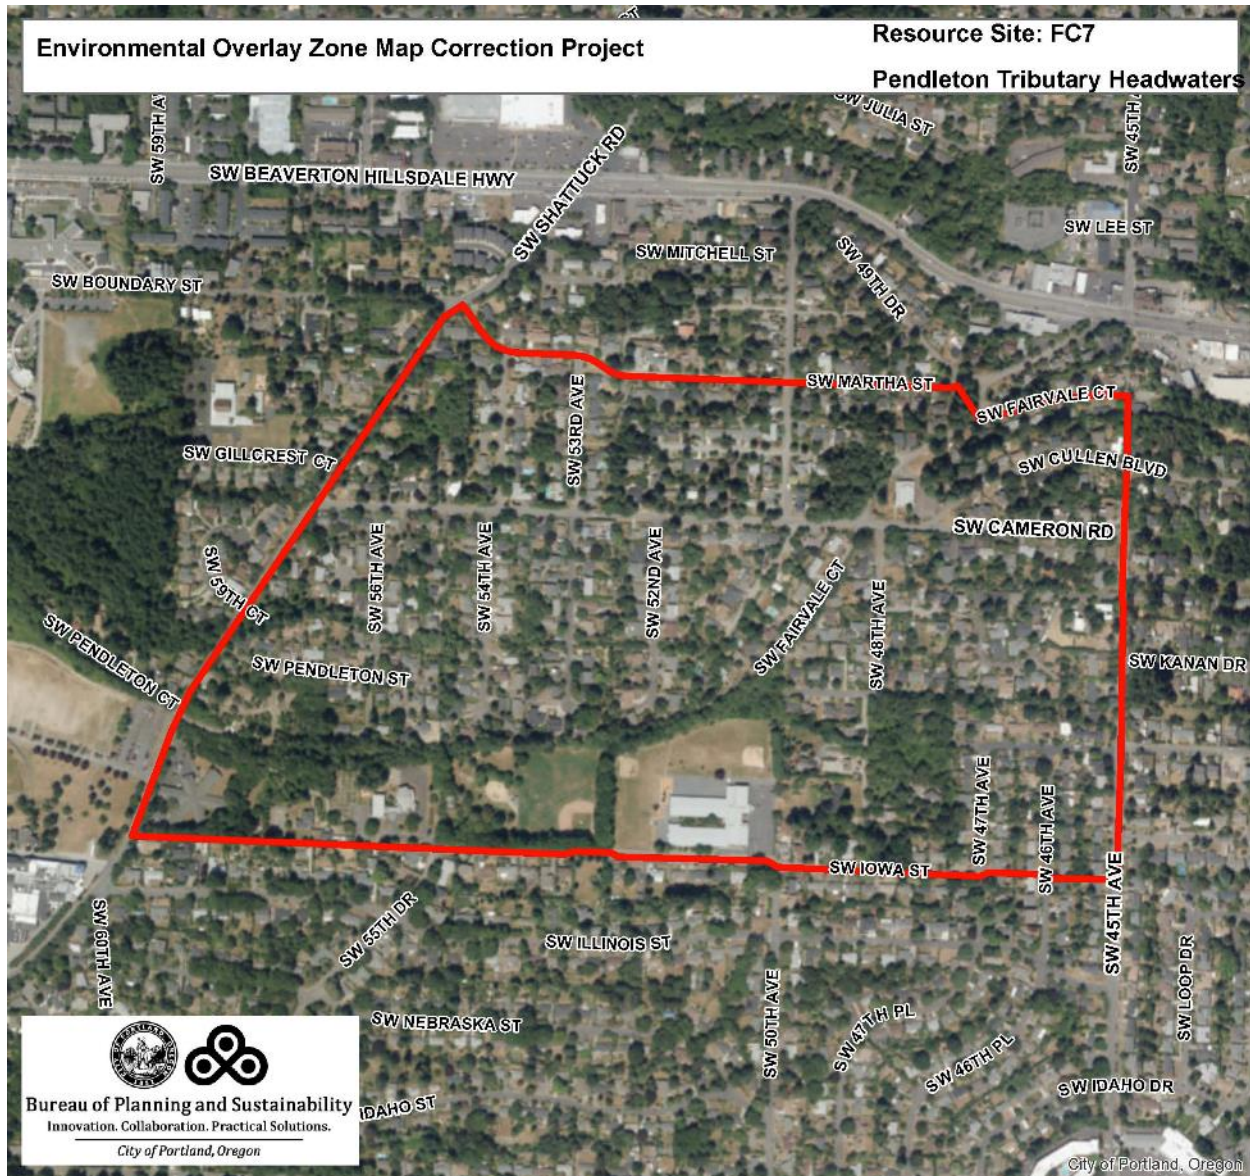 Environmental Overlay Zone Map Correction Project
Resource Site: FC7
Pendleton Tributary Headwaters
ST
SW JULIA ST
SW 59TH A
SW 45TH A
SW BEAVERTON HILLSDALE HWY
SW SHATTUCK RD
SW LEE ST
SW MITCHELL ST
SW 49TH DR
SW BOUNDARY ST
SW MARTHA ST
SW FAIRVALE CT
SW 53RD AVE
SW GILLCREST CT
SW CULLEN BLVD
SW CAMERON RD
SW 56TH AVE
SW 54TH AVE
SW 52ND AVE
SW 59TH CT
SW FAIRVALE CT
SW 48TH AVE
SW PENDLETON CT
SW PENDLETON ST
SW KANAN DR
SW 47TH AVE
SW 46TH AVE
SW IOWA ST
SW 45TH AVE
SW 60TH AVE
SW 55TH DR
SW ILLINOIS ST
SW LOOP DR
SW NEBRASKA ST
SW 50TH AVE
SW 47TH PL
SW 46TH PL
SW IDAHO DR
IDAHO ST
CITY OF PORTLAND, OREGON
1851
Bureau of Planning and Sustainability
Innovation. Collaboration. Practical Solutions.
City of Portland, Oregon
City of Portland, Oregon